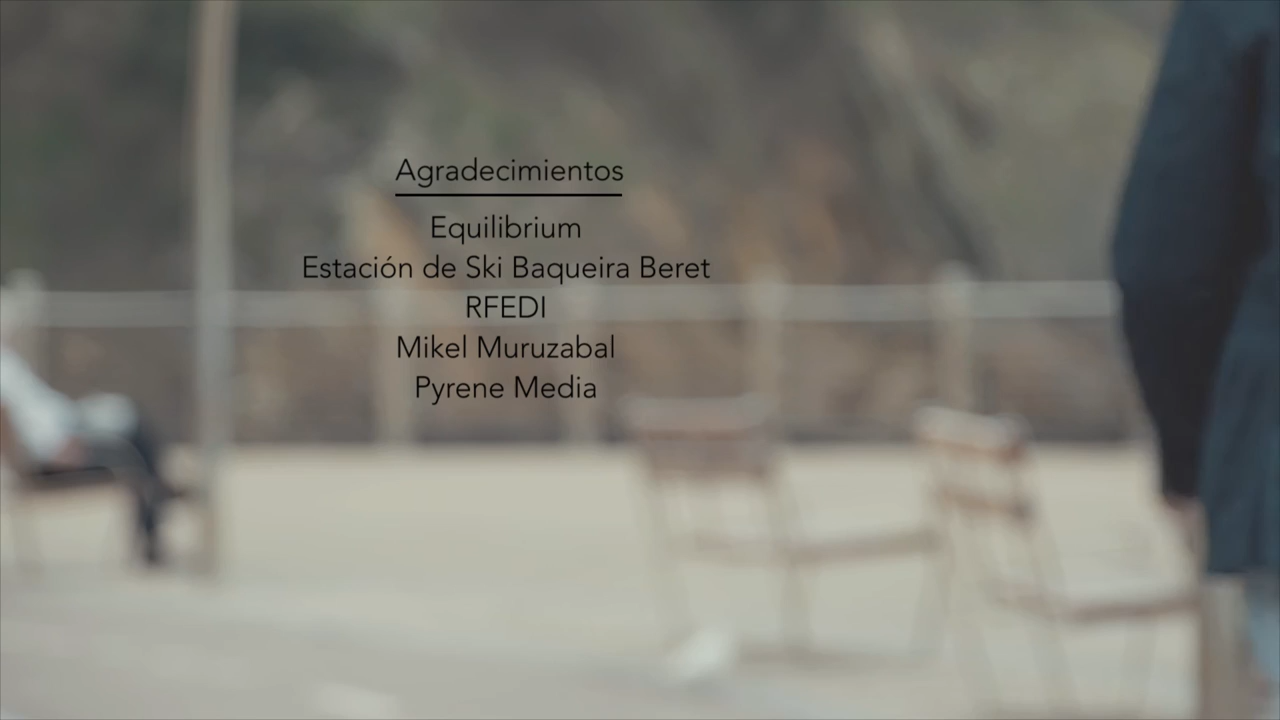 Agradecimientos
Equilibrium
Estación de Ski Baqueira Beret
RFEDI
Mikel Muruzabal
Pyrene Media